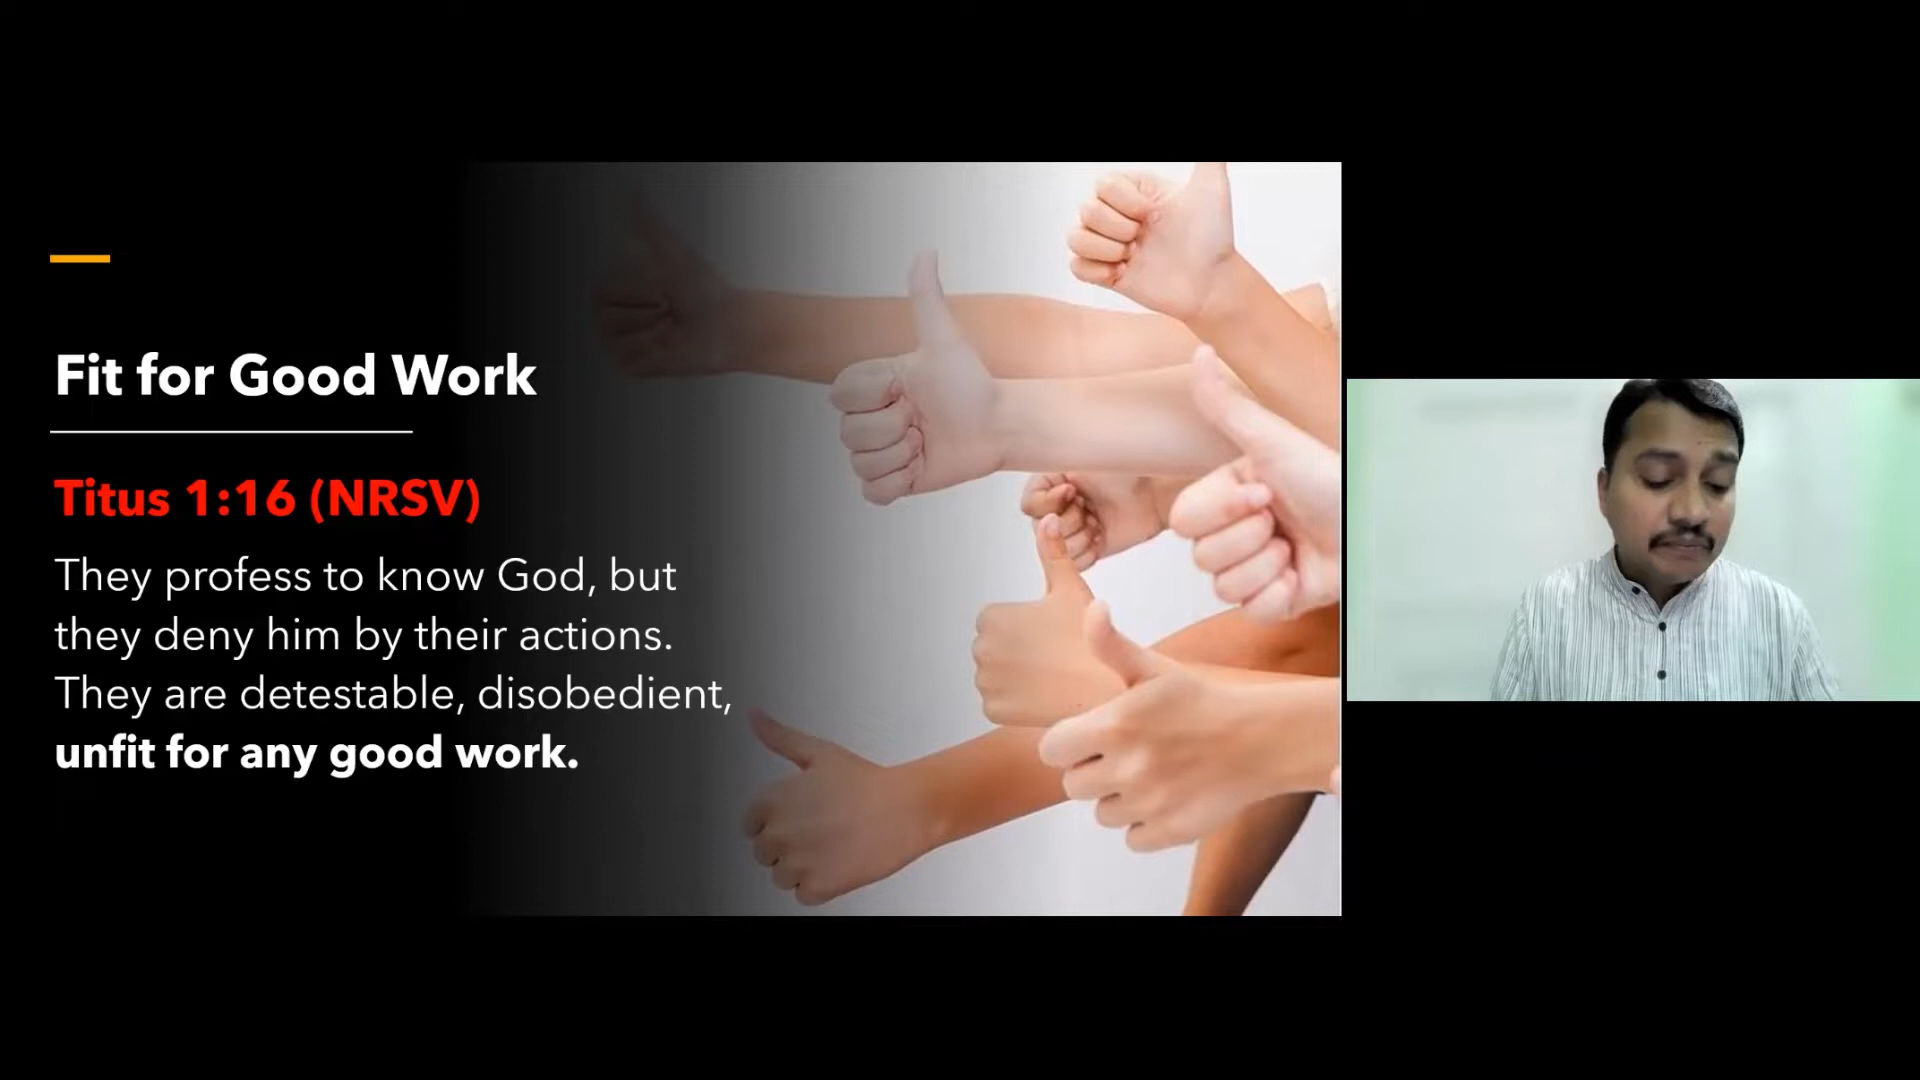 Fit for Good Work
Titus 1:16 (NRSV)
They profess to know God, but
they deny him by their actions.
They are detestable, disobedient,
unfit for any good work.